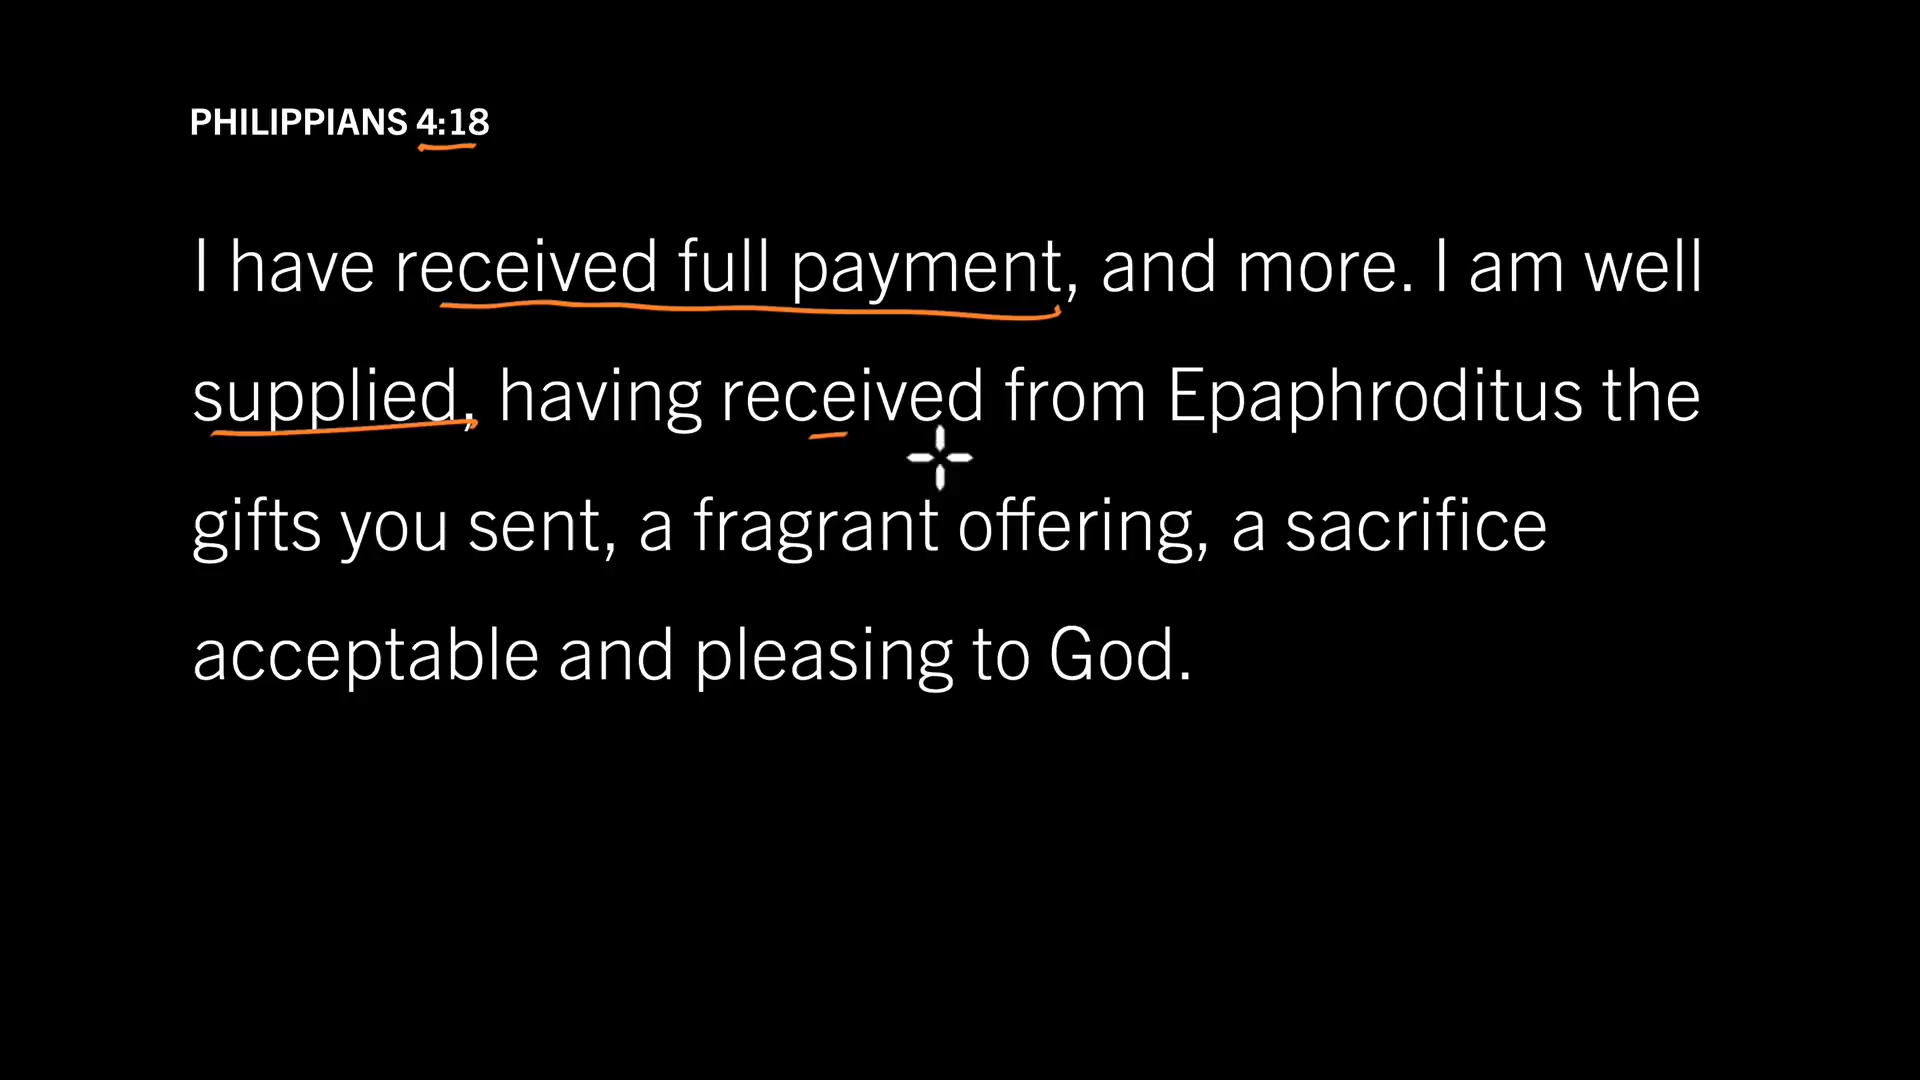 PHILIPPIANS 4:18
I have received full payment, and more. I am well
supplied, having received from Epaphroditus the
gifts you sent, a fragrant offering, a sacrifice
acceptable and pleasing to God.